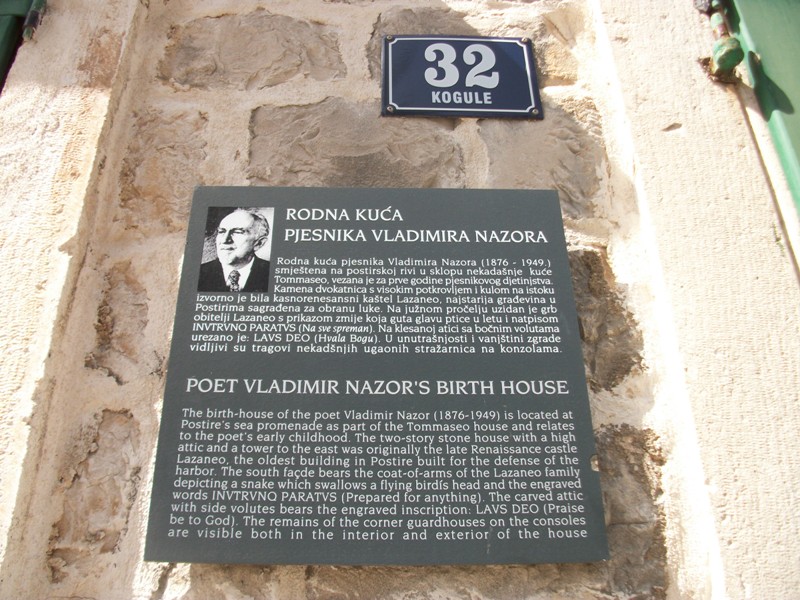 32
KOGULE
RODNA KUĆA
PJESNIKA VLADIMIRA NAZORA
Rodna kuća pjesnika Vladimira Nazora (1876 - 1949.)
smještena na postirskoj rivi u sklopu nekadašnje kuće
Tommaseo, vezana je za prve godine pjesnikovog djetinjstva.
Kamena dvokatnica s visokim potkrovljem i kulom na istoku
izvorno je bila kasnorenesansni kaštel Lazaneo, najstarija građevina u
Postirima sagrađena za obranu luke. Na južnom pročelju uzidan je grb
obitelji Lazaneo s prikazom zmije koja guta glavu ptice u letu i natpisom
INVTRVNQ PARATVS (Na sve spreman). Na klesanoj atici sa bočnim volutama
urezano je: LAVS DEO (Hvala Bogu). U unutrašnjosti i vanjštini zgrade
vidljivi su tragovi nekadšnjih ugaonih stražarnica na konzolama.
POET VLADIMIR NAZOR'S BIRTH HOUSE
The birth-house of the poet Vladimir Nazor (1876-1949) is located at
Postire's sea promenade as part of the Tommaseo house and relates
to the poet's early childhood. The two-story stone house with a high
attic and a tower to the east was originally the late Renaissance castle
Lazaneo, the oldest building in Postire built for the defense of the
harbor. The south façde bears the coat-of-arms of the Lazaneo family
depicting a snake which swallows a flying birdís head and the engraved
words INVTRVNQ PARATVS (Prepared for anything). The carved attic
with side volutes bears the engraved inscription: LAVS DEO (Praise
be to God). The remains of the corner guardhouses on the consoles
are visible both in the interior and exterior of the house